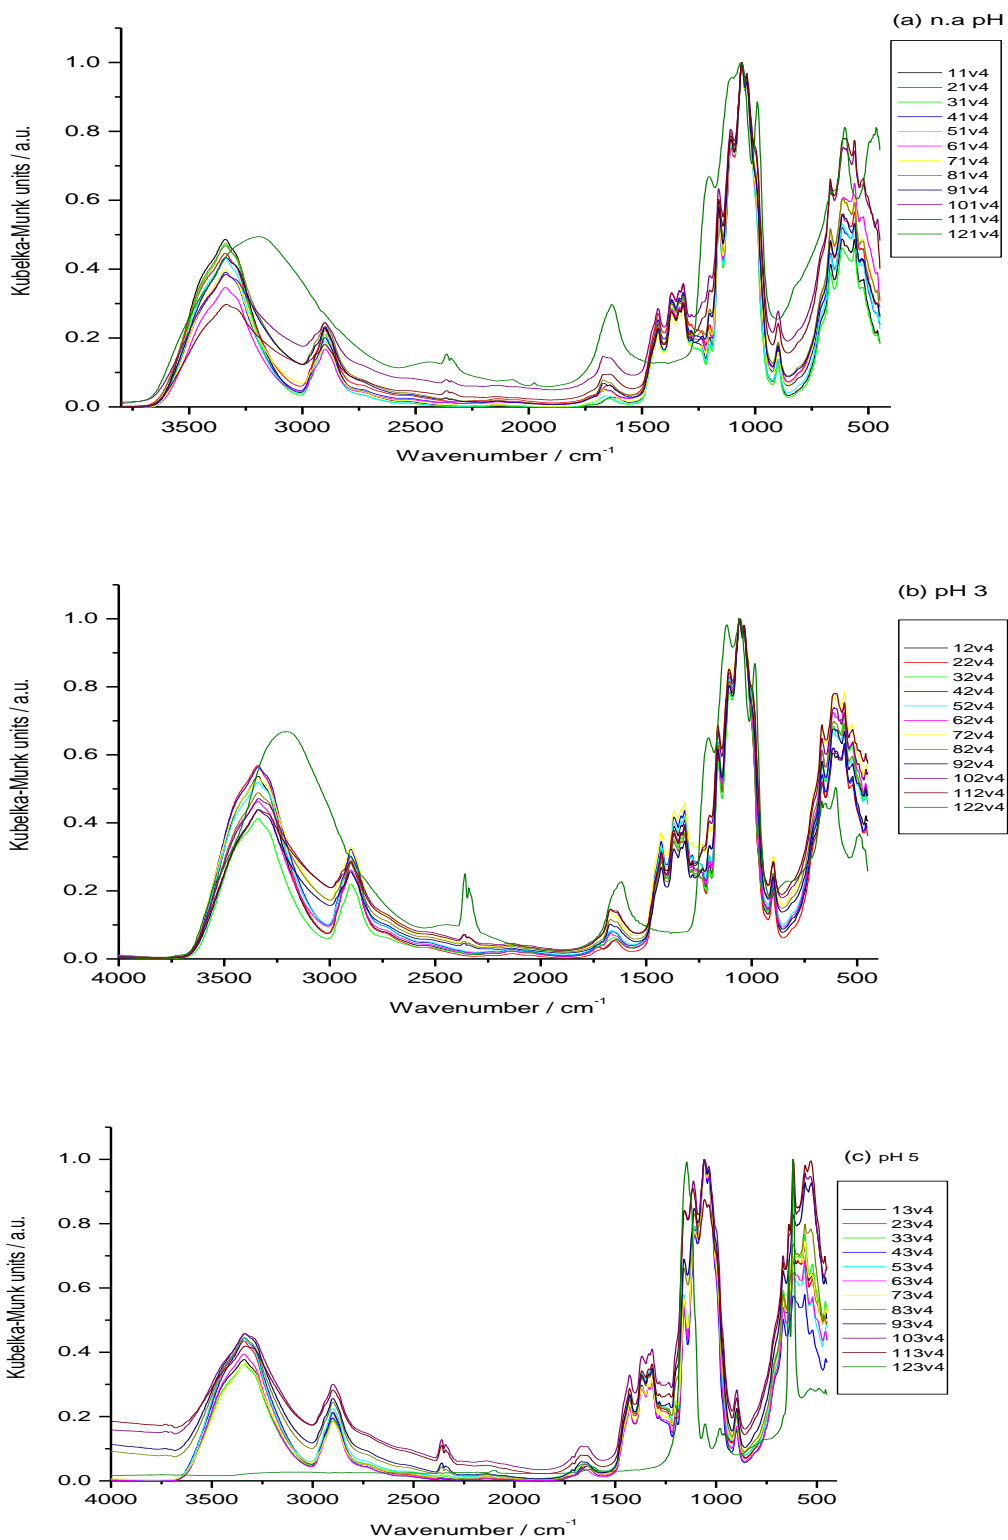 (a) n.a pH
Kubelka-Munk units / a.u.
1.0
0.8
0.6
0.4
0.2
0.0
3500 3000 2500 2000 1500 1000 500
Wavenumber / cm-1
11v4
21v4
31v4
41v4
51v4
61v4
71v4
81v4
91v4
101v4
111v4
121v4
(b) pH 3
Kubelka-Munk units / a.u.
1.0
0.8
0.6
0.4
0.2
0.0
4000 3500 3000 2500 2000 1500 1000 500
Wavenumber / cm-1
12v4
22v4
32v4
42v4
52v4
62v4
72v4
82v4
92v4
102v4
112v4
122v4
(c) pH 5
Kubelka-Munk units / a.u.
1.0
0.8
0.6
0.4
0.2
0.0
4000 3500 3000 2500 2000 1500 1000 500
Wavenumber / cm-1
13v4
23v4
33v4
43v4
53v4
63v4
73v4
83v4
93v4
103v4
113v4
123v4